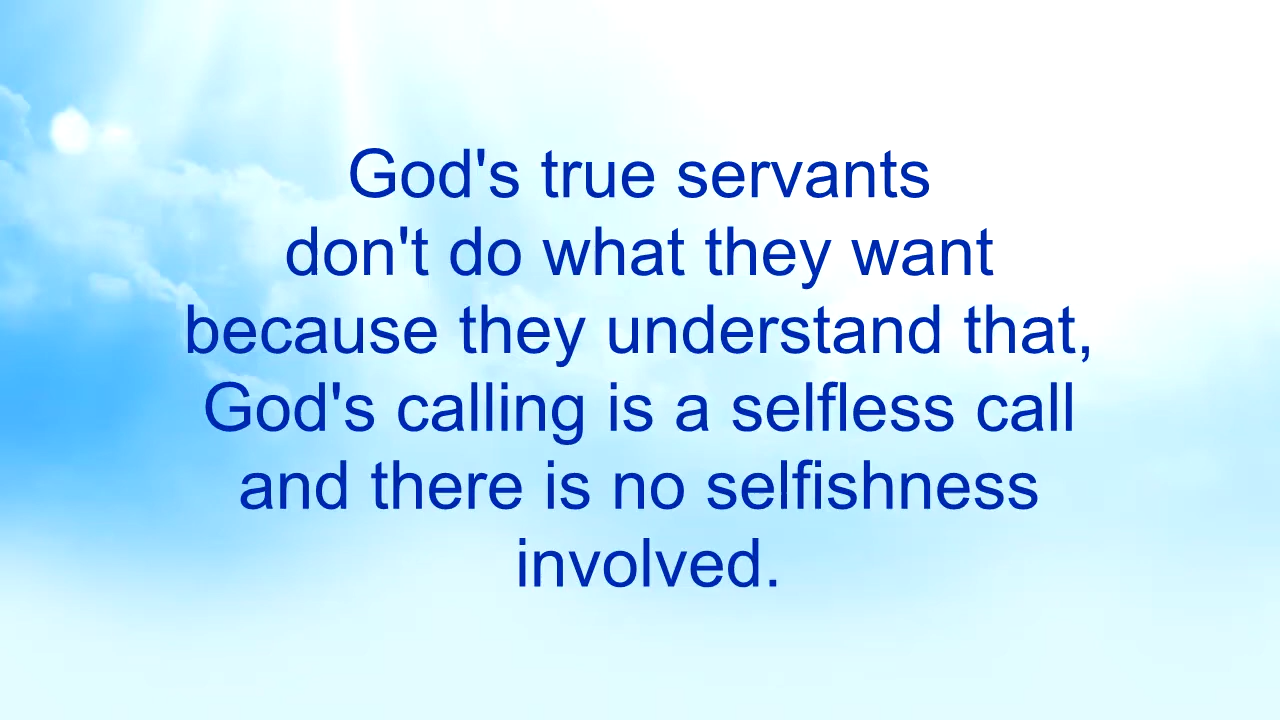 God's true servants
don't do what they want
because they understand that,
God's calling is a selfless call
and there is no selfishness
involved.